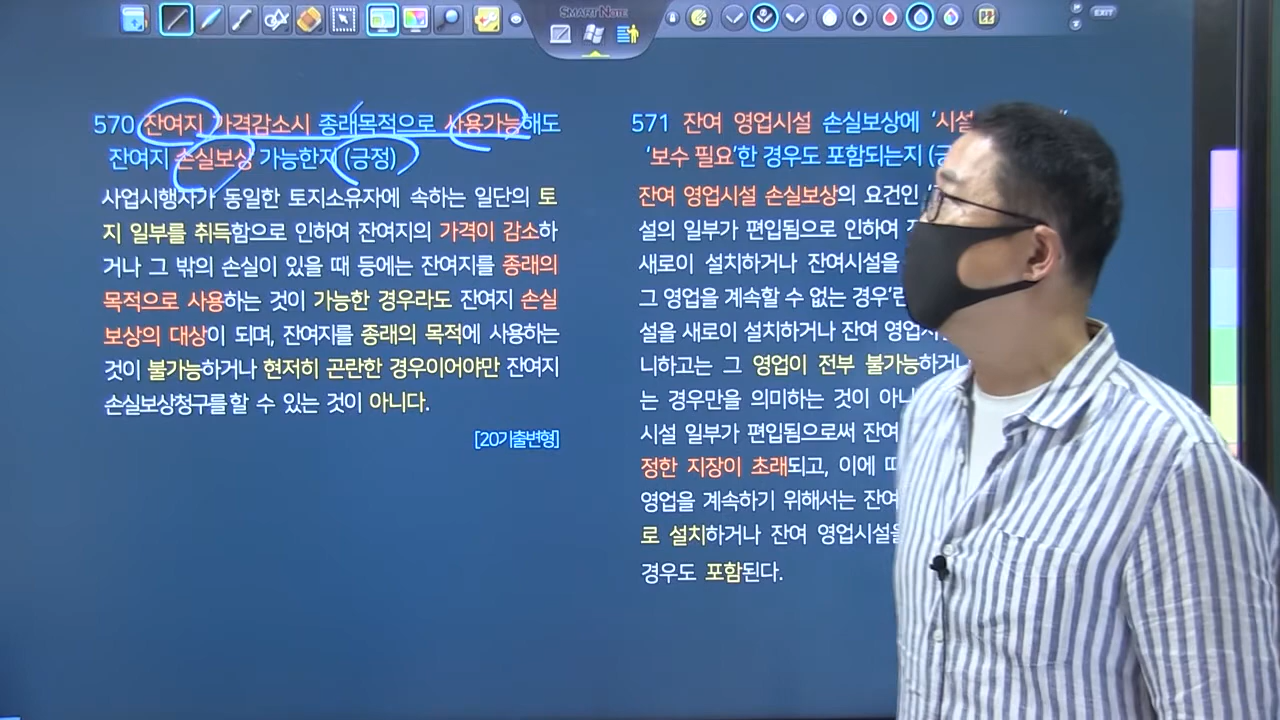 SMART NOTE
EXIT
570 잔여지 가격감소시 종래목적으로 사용가능해도
잔여지 손실보상 가능한지 (긍정)
사업시행자가 동일한 토지소유자에 속하는 일단의 토
지 일부를 취득함으로 인하여 잔여지의 가격이 감소하
거나 그 밖의 손실이 있을 때 등에는 잔여지를 종래의
목적으로 사용하는 것이 가능한 경우라도 잔여지 손실
보상의 대상이 되며, 잔여지를 종래의 목적에 사용하는
것이 불가능하거나 현저히 곤란한 경우이어야만 잔여지
손실보상청구를 할 수 있는 것이 아니다.
[20기출변형]
571 잔여 영업시설 손실보상에 '시설
'보수 필요'한 경우도 포함되는지
잔여 영업시설 손실보상의 요건인
설의 일부가 편입됨으로 인하여
새로이 설치하거나 잔여시설을
그 영업을 계속할 수 없는 경우'란
설을 새로이 설치하거나 잔여
니하고는 그 영업이 전부 불가능하거나
는 경우만을 의미하는 것이
시설 일부가 편입됨으로써
정한 지장이 초래되고, 이에
영업을 계속하기 위해서는
로 설치하거나 잔여 영업시설을
경우도 포함된다.